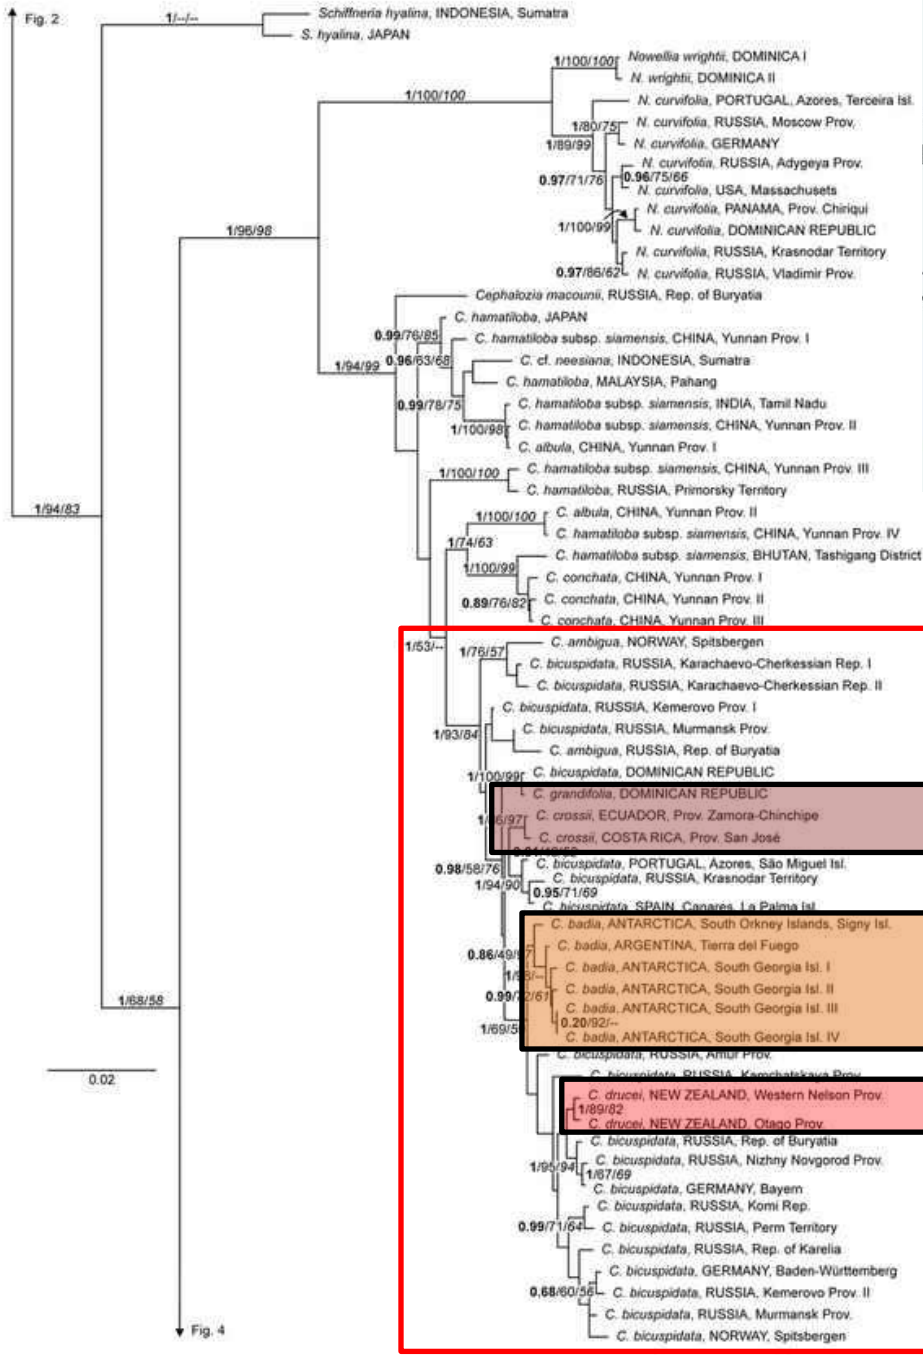 Fig. 2
1/--/--
Schiffneria hyalina, INDONESIA, Sumatra
S. hyalina, JAPAN
Nowellia wrightii, DOMINICA I
1/100/100
N. wrightii, DOMINICA II
1/100/100
N. curvifolia, PORTUGAL, Azores, Terceira Isl.
N. curvifolia, RUSSIA, Moscow Prov.
1/80/75
1/89/99
N. curvifolia, GERMANY
N. curvifolia, RUSSIA, Adygeya Prov.
0.97/71/76
0.96/75/66
N. curvifolia, USA, Massachusets
N. curvifolia, PANAMA, Prov. Chiriqui
1/100/99
N. curvifolia, DOMINICAN REPUBLIC
1/96/98
N. curvifolia, RUSSIA, Krasnodar Territory
0.97/86/62
N. curvifolia, RUSSIA, Vladimir Prov.
Cephalozia macounii, RUSSIA, Rep. of Buryatia
C. hamatiloba, JAPAN
0.99/76/85
C. hamatiloba subsp. siamensis, CHINA, Yunnan Prov. I
0.96/63/68
C. cf. neesiana, INDONESIA, Sumatra
1/94/99
C. hamatiloba, MALAYSIA, Pahang
0.99/78/75
C. hamatiloba subsp. siamensis, INDIA, Tamil Nadu
C. hamatiloba subsp. siamensis, CHINA, Yunnan Prov. II
1/100/98
C. albula, CHINA, Yunnan Prov. I
C. hamatiloba subsp. siamensis, CHINA, Yunnan Prov. III
1/100/100
C. hamatiloba, RUSSIA, Primorsky Territory
1/94/83
C. albula, CHINA, Yunnan Prov. II
1/100/100
C. hamatiloba subsp. siamensis, CHINA, Yunnan Prov. IV
1/74/63
C. hamatiloba subsp. siamensis, BHUTAN, Tashigang District
1/100/99
C. conchata, CHINA, Yunnan Prov. I
C. conchata, CHINA, Yunnan Prov. II
0.89/76/82
C. conchata, CHINA, Yunnan Prov. III
1/53/--
C. ambigua, NORWAY, Spitsbergen
1/76/57
C. bicuspidata, RUSSIA, Karachaevo-Cherkessian Rep. I
C. bicuspidata, RUSSIA, Karachaevo-Cherkessian Rep. II
C. bicuspidata, RUSSIA, Kemerovo Prov. I
C. bicuspidata, RUSSIA, Murmansk Prov.
1/93/84
C. ambigua, RUSSIA, Rep. of Buryatia
C. bicuspidata, DOMINICAN REPUBLIC
1/100/99
C. grandifolia, DOMINICAN REPUBLIC
C. crossii, ECUADOR, Prov. Zamora-Chinchipe
C. crossii, COSTA RICA, Prov. San José
C. bicuspidata, PORTUGAL, Azores, São Miguel Isl.
0.98/58/76
C. bicuspidata, RUSSIA, Krasnodar Territory
1/94/90
0.95/71/69
C. bicuspidata, SPAIN, Canares, La Palma Isl.
C. badia, ANTARCTICA, South Orkney Islands, Signy Isl.
C. badia, ARGENTINA, Tierra del Fuego
C. badia, ANTARCTICA, South Georgia Isl. I
C. badia, ANTARCTICA, South Georgia Isl. II
0.99/72/61
1/68/58
C. badia, ANTARCTICA, South Georgia Isl. III
0.20/92/--
C. badia, ANTARCTICA, South Georgia Isl. IV
C. bicuspidata, RUSSIA, Amur Prov.
0.02
C. bicuspidata, RUSSIA, Kamchatskaya Prov.
C. drucei, NEW ZEALAND, Western Nelson Prov.
1/89/82
C. drucei, NEW ZEALAND, Otago Prov.
C. bicuspidata, RUSSIA, Rep. of Buryatia
C. bicuspidata, RUSSIA, Nizhny Novgorod Prov.
1/95/94
1/67/69
C. bicuspidata, GERMANY, Bayern
C. bicuspidata, RUSSIA, Komi Rep.
0.99/71/64
C. bicuspidata, RUSSIA, Perm Territory
C. bicuspidata, RUSSIA, Rep. of Karelia
C. bicuspidata, GERMANY, Baden-Württemberg
0.68/60/56
C. bicuspidata, RUSSIA, Kemerovo Prov. II
C. bicuspidata, RUSSIA, Murmansk Prov.
Fig. 4
C. bicuspidata, NORWAY, Spitsbergen